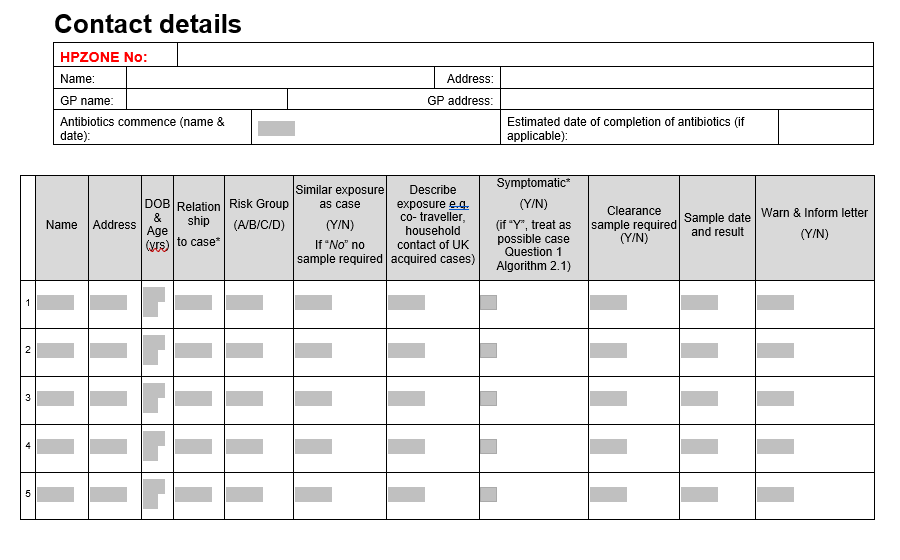 Contact details
HPZONE No:
Name:
Address:
GP name:
GP address:
Antibiotics commence (name &
date):
Estimated date of completion of antibiotics (if
applicable):
Name
Address
DOB
&
Age
(yrs)
Relation
ship
to case*
Risk Group
(A/B/C/D)
Similar exposure
as case
(Y/N)
If “No” no
sample required
Describe
exposure e.g.
co- traveller,
household
contact of UK
acquired cases)
Symptomatic*
(Y/N)
(if “Y”, treat as
possible case
Question 1
Algorithm 2.1)
Clearance
sample required
(Y/N)
Sample date
and result
Warn & Inform letter
(Y/N)
1
2
3
4
5